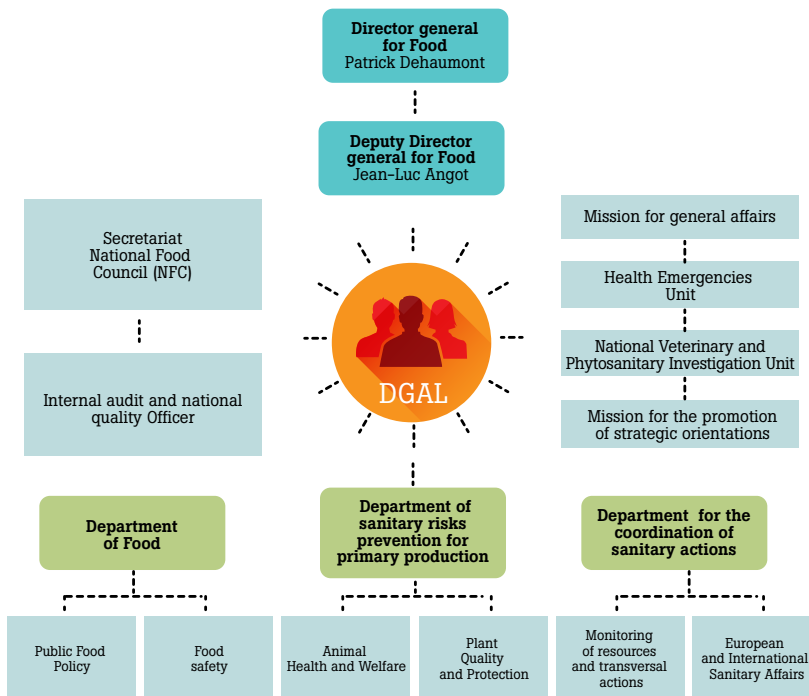 Director general
for Food
Patrick Dehaumont
Deputy Director
general for Food
Jean-Luc Angot
Secretariat
National Food
Council (NFC)
Internal audit and national
quality Officer
DGAL
Mission for general affairs
Health Emergencies
Unit
National Veterinary and
Phytosanitary Investigation Unit
Mission for the promotion
of strategic orientations
Department
of Food
Public Food
Policy
Food
safety
Department of
sanitary risks
prevention for
primary production
Animal
Health and Welfare
Plant
Quality
and Protection
Department for the
coordination of
sanitary actions
Monitoring
of resources
and transversal
actions
European
and International
Sanitary Affairs